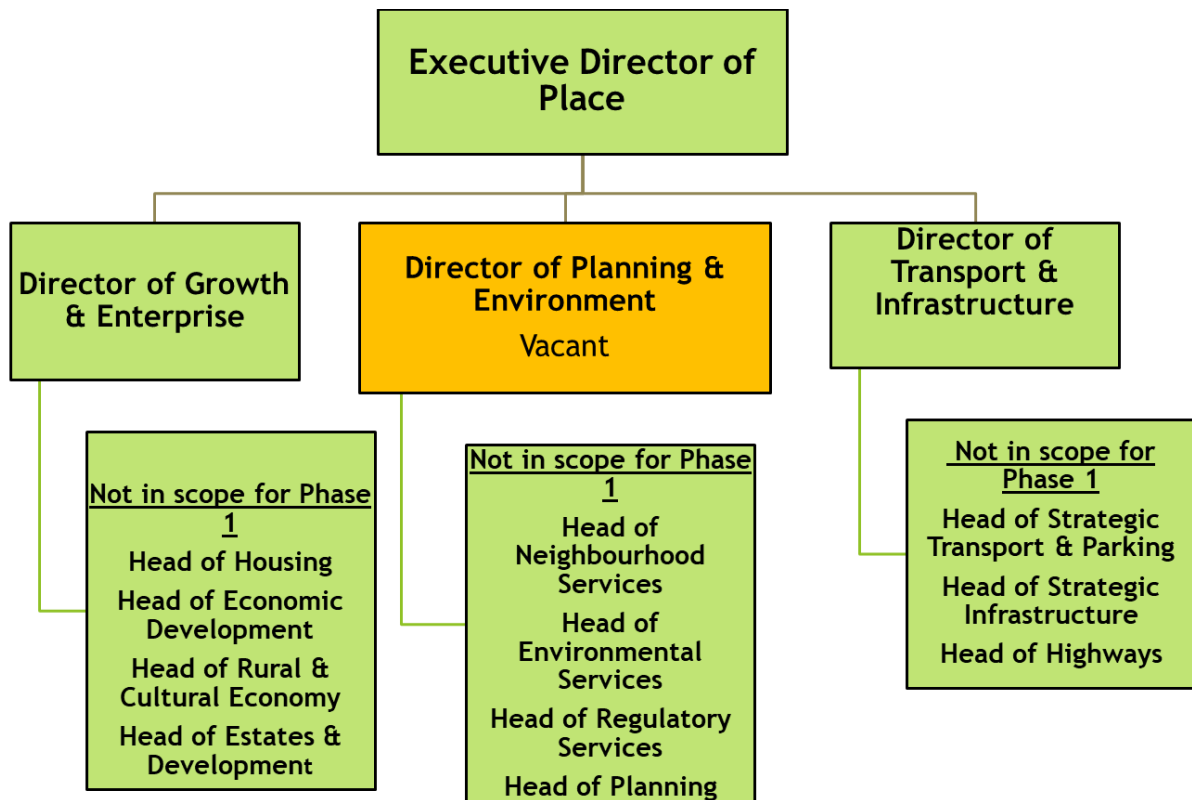 Executive Director of
Place
Director of Growth
& Enterprise
Director of Planning &
Environment
Vacant
Director of
Transport &
Infrastructure
Not in scope for Phase
1
Head of Housing
Head of Economic
Development
Head of Rural &
Cultural Economy
Head of Estates &
Development
Not in scope for Phase
1
Head of
Neighbourhood
Services
Head of
Environmental
Services
Head of Regulatory
Services
Head of Planning
Not in scope for
Phase 1
Head of Strategic
Transport & Parking
Head of Strategic
Infrastructure
Head of Highways